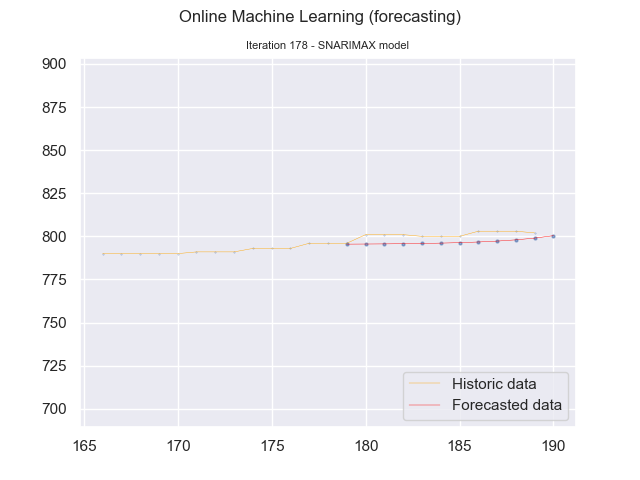 Online Machine Learning (forecasting)
Iteration 178 - SNARIMAX model
900
875
850
825
800
775
750
725
700
Historic data
Forecasted data
165 170 175 180 185 190